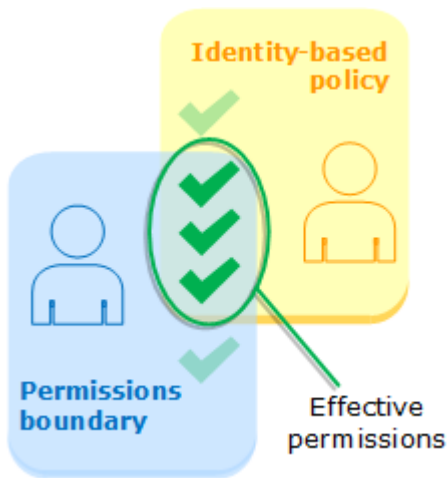 Identity-based
policy
Permissions
boundary
Effective
permissions